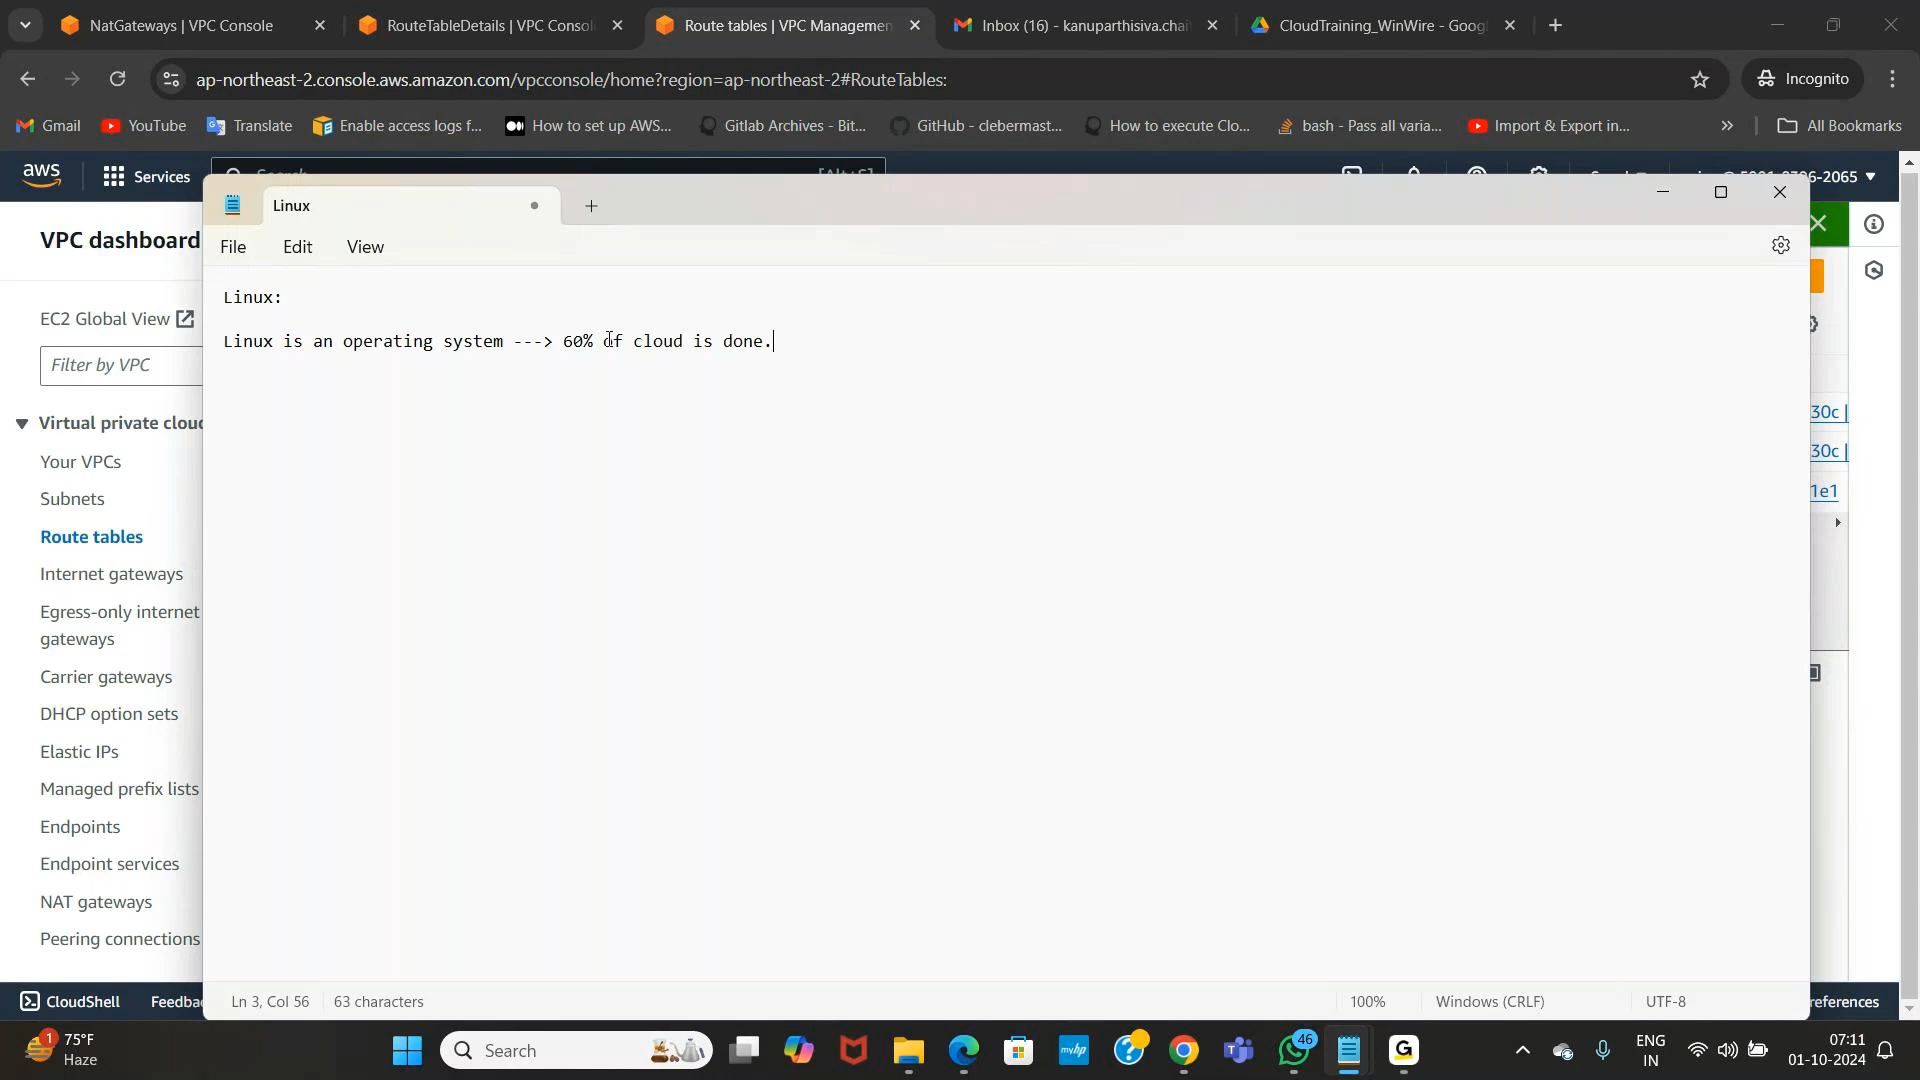 NatGateways | VPC Console
RouteTableDetails | VPC Consol
Route tables | VPC Managemen
Inbox (16) - kanuparthisiva.chai
CloudTraining_WinWire - Googl
ap-northeast-2.console.aws.amazon.com/vpcconsole/home?region=ap-northeast-2#RouteTables:
Incognito
Gmail
YouTube
Translate
Enable access logs f...
How to set up AWS...
Gitlab Archives - Bit...
GitHub - clebermast...
How to execute Clo...
bash - Pass all varia...
Import & Export in...
All Bookmarks
aws
Services
Linux
File
Edit
View
Linux:
Linux is an operating system ---> 60% of cloud is done.
VPC dashboard
EC2 Global View
Filter by VPC
Virtual private clou
Your VPCs
Subnets
Route tables
Internet gateways
Egress-only internet
gateways
Carrier gateways
DHCP option sets
Elastic IPs
Managed prefix lists
Endpoints
Endpoint services
NAT gateways
Peering connections
30c |
30c |
1e1
Ln 3, Col 56
63 characters
100%
Windows (CRLF)
UTF-8
CloudShell
Feedba
references
1
75°F
Haze
Search
myhp
46
G
ENG
IN
07:11
01-10-2024